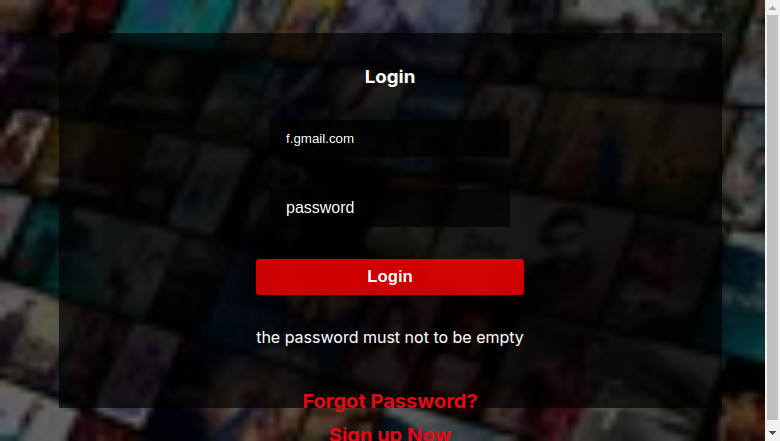 Login
f.gmail.com
password
Login
the password must not to be empty
Forgot Password?
Sign up Now